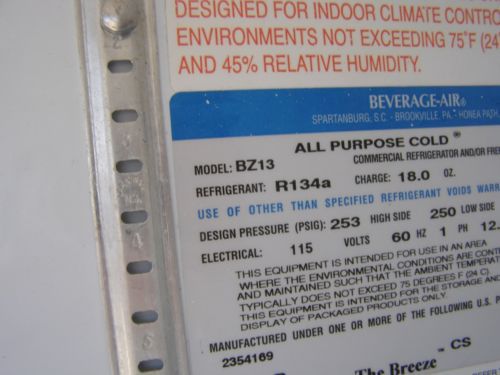 DESIGNED FOR INDOOR CLIMATE CONTRO
ENVIRONMENTS NOT EXCEEDING 75°F (24°
AND 45% RELATIVE HUMIDITY.
BEVERAGE-AIR®
SPARTANBURG, S.C. - BROOKVILLE, PA. - HONEA PATH,
ALL PURPOSE COLD®
MODEL: BZ13 COMMERCIAL REFRIGERATOR AND/OR FREE
REFRIGERANT: R134a CHARGE: 18.0 OZ.
USE OF OTHER THAN SPECIFIED REFRIGERANT VOIDS WARR
DESIGN PRESSURE (PSIG): 253 HIGH SIDE 250 LOW SIDE
ELECTRICAL: 115 VOLTS 60 HZ 1 PH 12.
THIS EQUIPMENT IS INTENDED FOR USE IN AN AREA
WHERE THE ENVIRONMENTAL CONDITIONS ARE CONT
AND MAINTAINED SUCH THAT THE AMBIENT TEMPERAT
TYPICALLY DOES NOT EXCEED 75 DEGREES F (24 C)
THIS EQUIPMENT IS INTENDED FOR THE STORAGE AND
DISPLAY OF PACKAGED PRODUCTS ONLY
MANUFACTURED UNDER ONE OR MORE OF THE FOLLOWING U.S. P
2354169 CS
The Breeze™
2
4
6